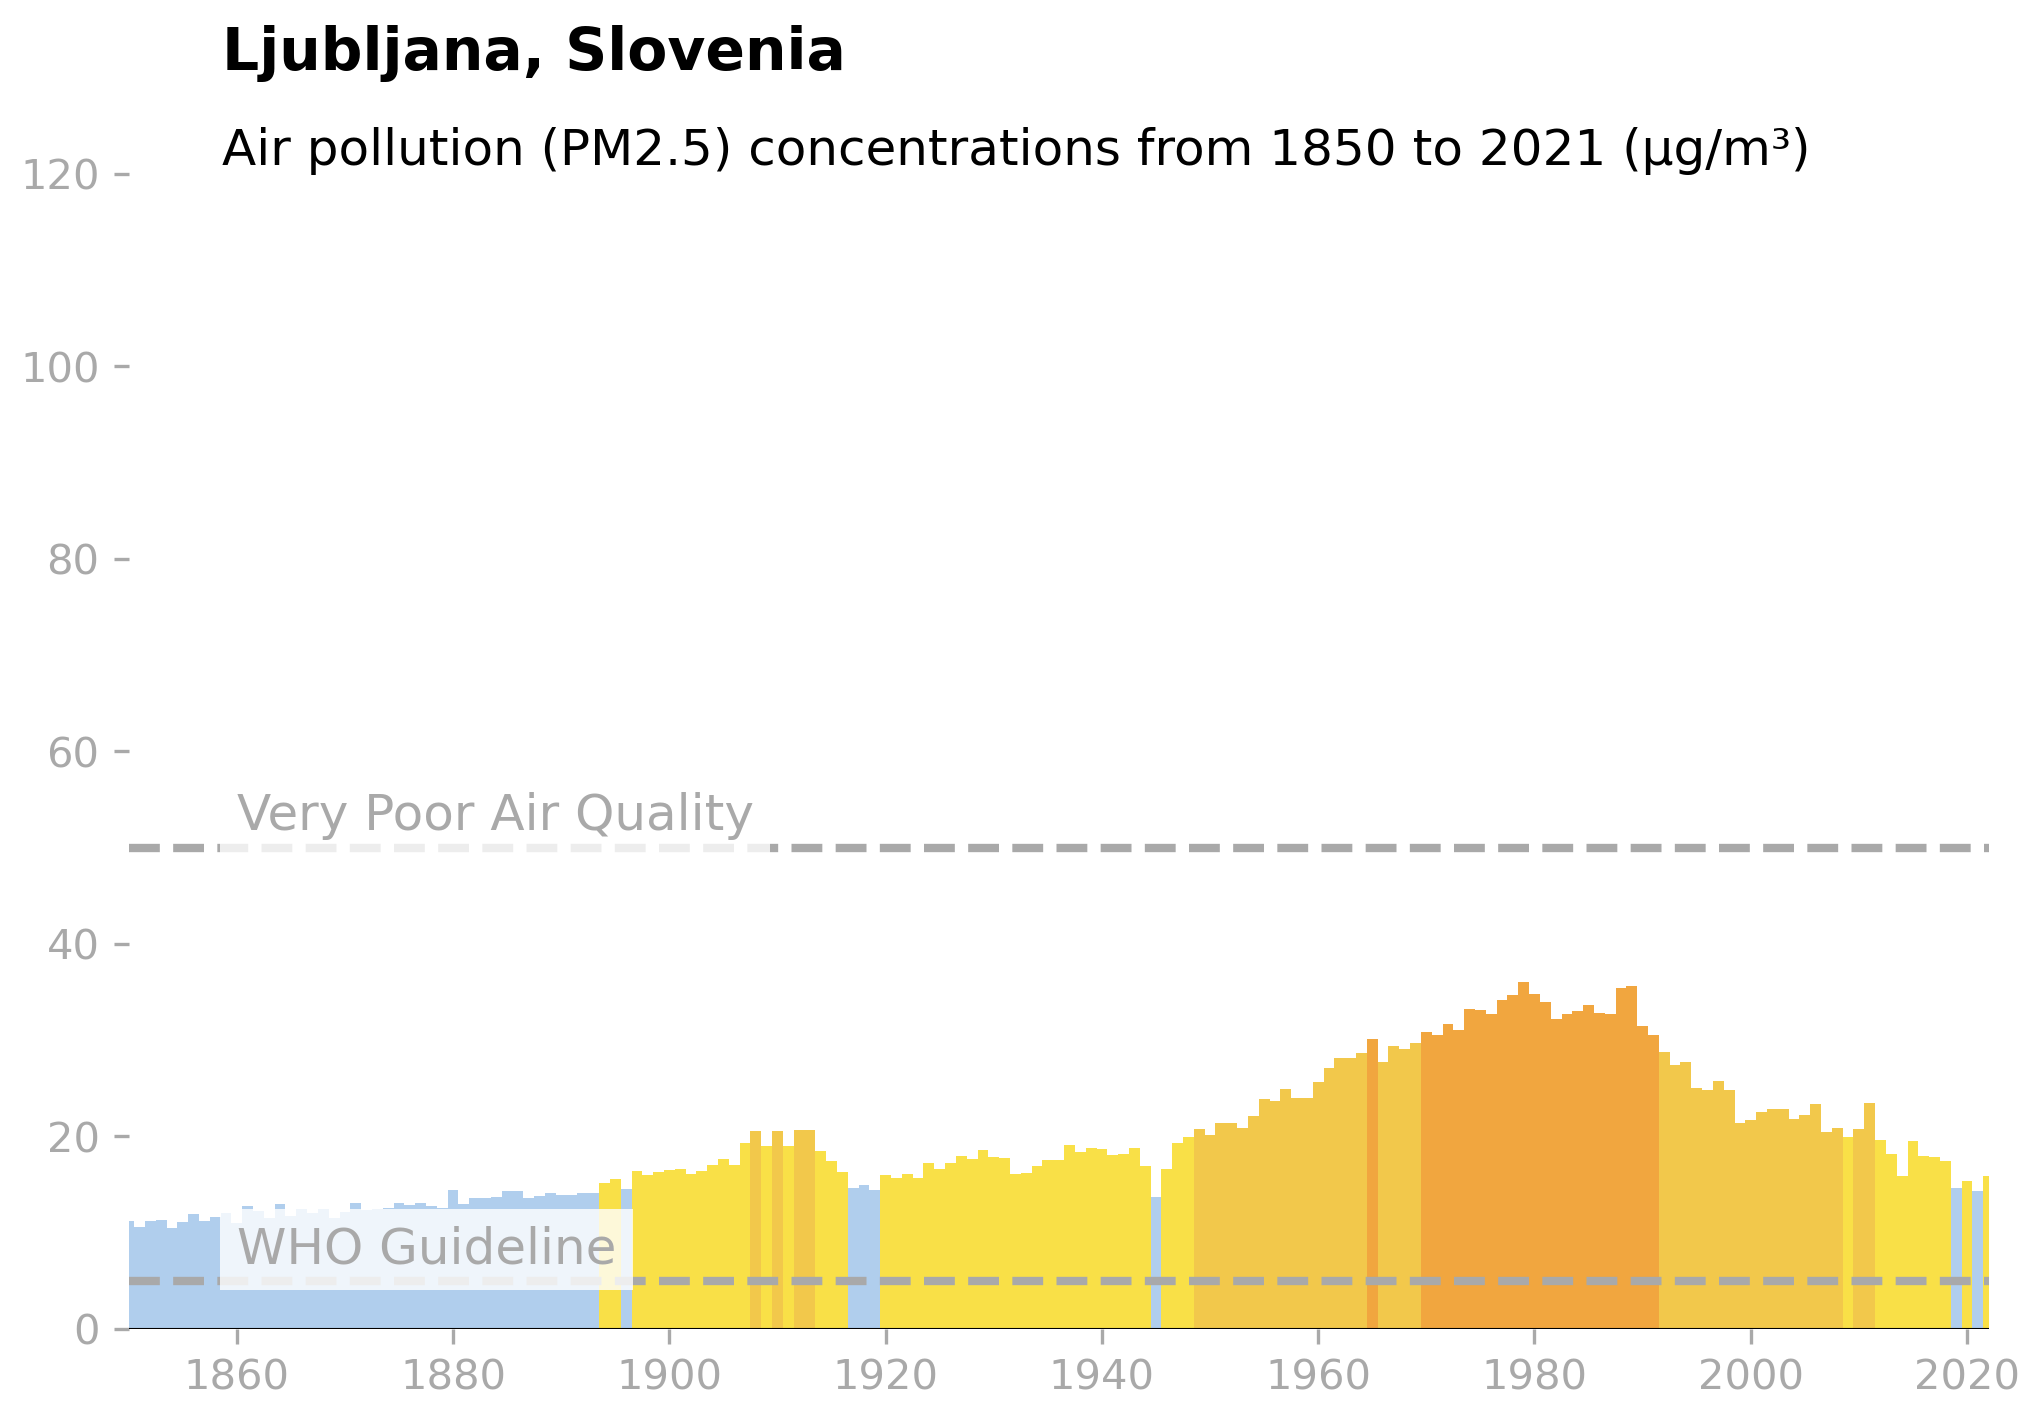 Ljubljana, Slovenia
Air pollution (PM2.5) concentrations from 1850 to 2021 (µg/m³)
120
100
80
60
Very Poor Air Quality
40
20
WHO Guideline
0
1860 1880 1900 1920 1940 1960 1980 2000 2020